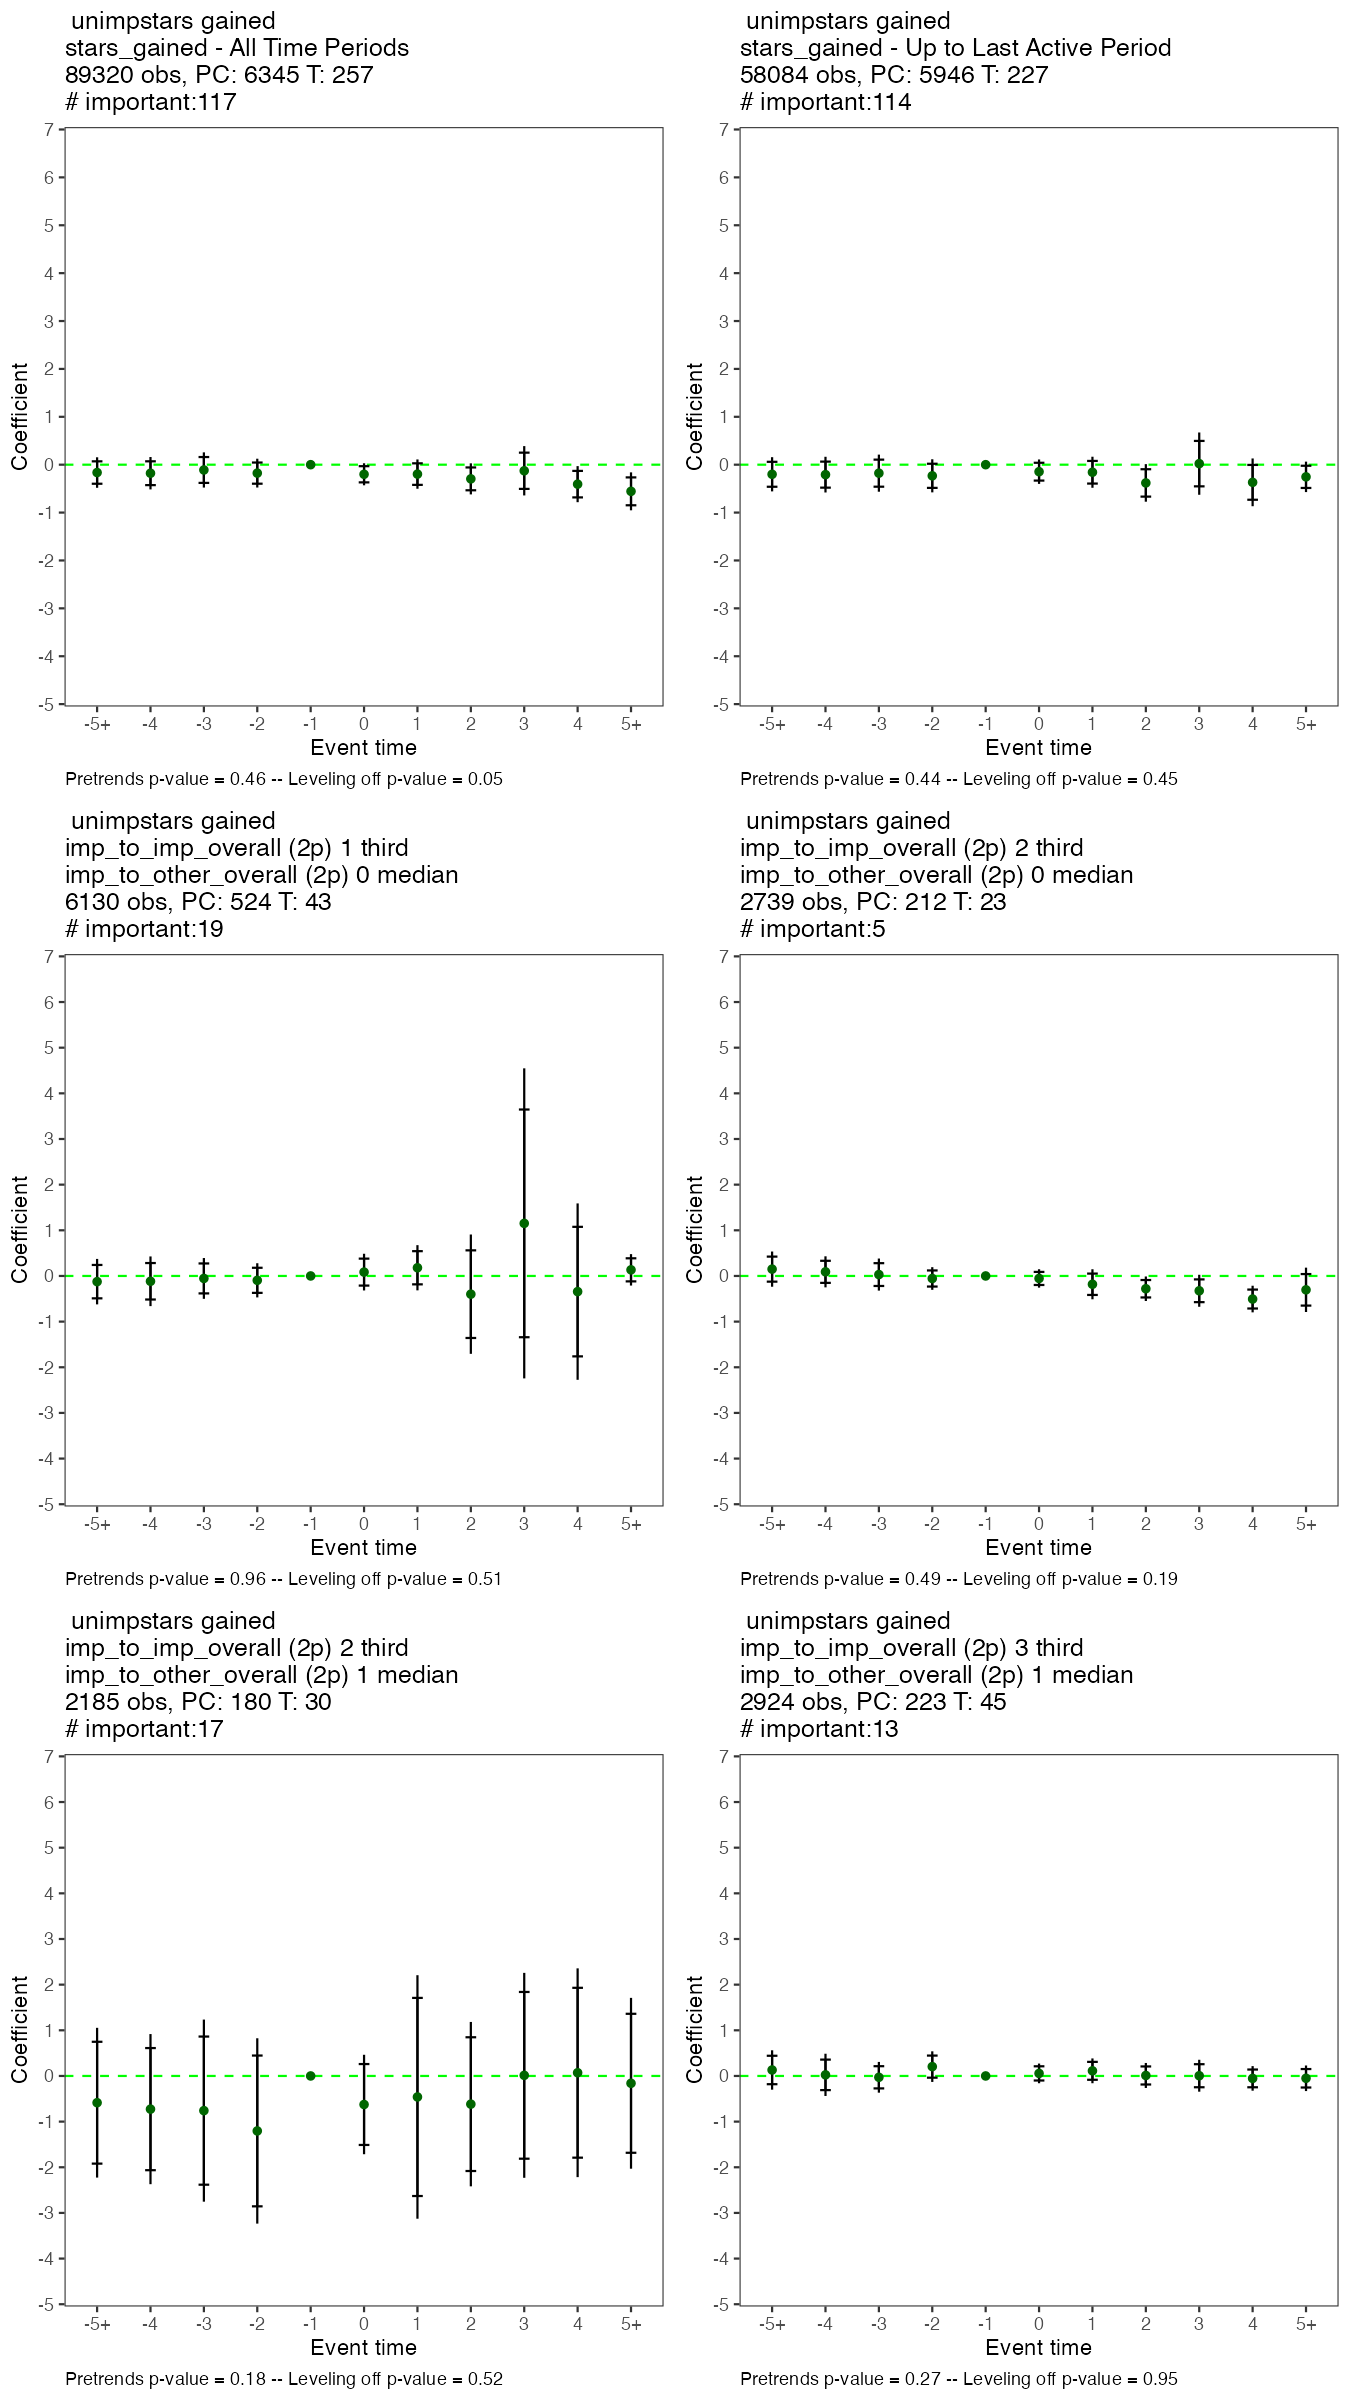 unimpstars gained
stars_gained - All Time Periods
89320 obs, PC: 6345 T: 257
# important:117
7
6
5
4
3
2
1
0
-1
-2
-3
-4
-5
Coefficient
-5+ -4 -3 -2 -1 0 1 2 3 4 5+
Event time
Pretrends p-value = 0.46 -- Leveling off p-value = 0.05
unimpstars gained
stars_gained - Up to Last Active Period
58084 obs, PC: 5946 T: 227
# important:114
7
6
5
4
3
2
1
0
-1
-2
-3
-4
-5
Coefficient
-5+ -4 -3 -2 -1 0 1 2 3 4 5+
Event time
Pretrends p-value = 0.44 -- Leveling off p-value = 0.45
unimpstars gained
imp_to_imp_overall (2p) 1 third
imp_to_other_overall (2p) 0 median
6130 obs, PC: 524 T: 43
# important:19
7
6
5
4
3
2
1
0
-1
-2
-3
-4
-5
Coefficient
-5+ -4 -3 -2 -1 0 1 2 3 4 5+
Event time
Pretrends p-value = 0.96 -- Leveling off p-value = 0.51
unimpstars gained
imp_to_imp_overall (2p) 2 third
imp_to_other_overall (2p) 0 median
2739 obs, PC: 212 T: 23
# important:5
7
6
5
4
3
2
1
0
-1
-2
-3
-4
-5
Coefficient
-5+ -4 -3 -2 -1 0 1 2 3 4 5+
Event time
Pretrends p-value = 0.49 -- Leveling off p-value = 0.19
unimpstars gained
imp_to_imp_overall (2p) 2 third
imp_to_other_overall (2p) 1 median
2185 obs, PC: 180 T: 30
# important:17
7
6
5
4
3
2
1
0
-1
-2
-3
-4
-5
Coefficient
-5+ -4 -3 -2 -1 0 1 2 3 4 5+
Event time
Pretrends p-value = 0.18 -- Leveling off p-value = 0.52
unimpstars gained
imp_to_imp_overall (2p) 3 third
imp_to_other_overall (2p) 1 median
2924 obs, PC: 223 T: 45
# important:13
7
6
5
4
3
2
1
0
-1
-2
-3
-4
-5
Coefficient
-5+ -4 -3 -2 -1 0 1 2 3 4 5+
Event time
Pretrends p-value = 0.27 -- Leveling off p-value = 0.95